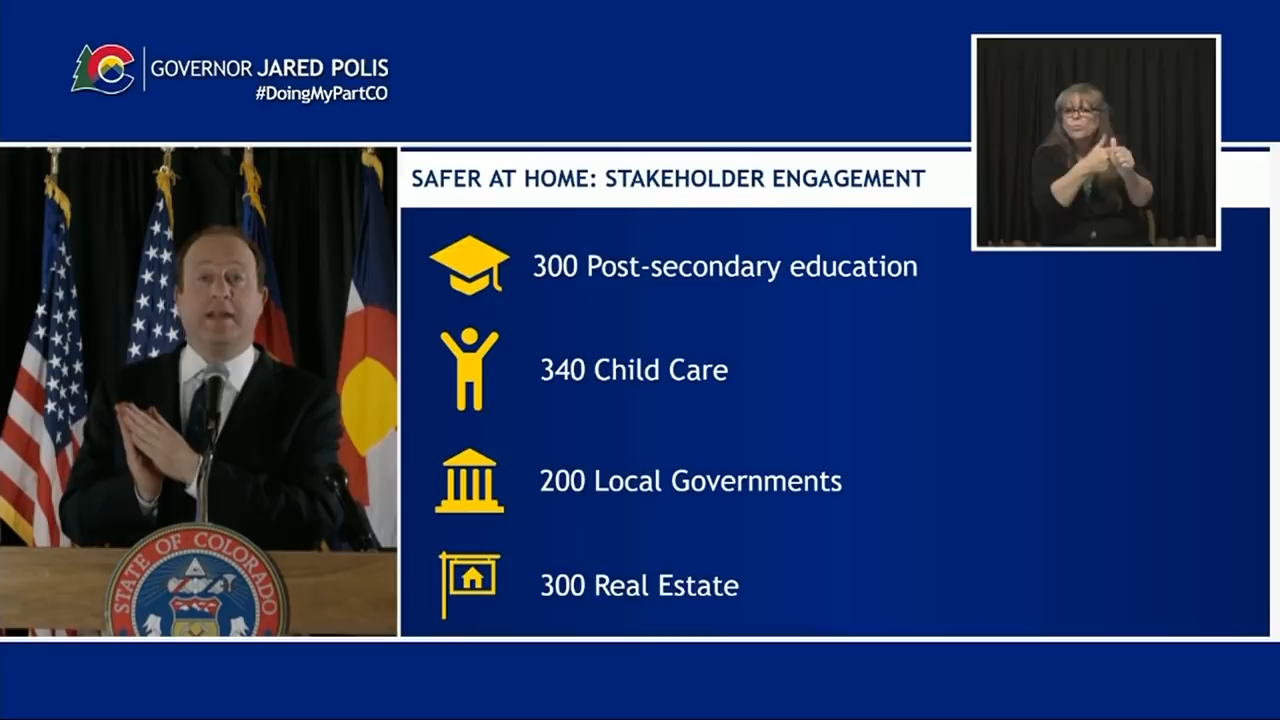 GOVERNOR JARED POLIS
#DoingMyPartCO
SAFER AT HOME: STAKEHOLDER ENGAGEMENT
300 Post-secondary education
340 Child Care
200 Local Governments
300 Real Estate
STATE OF COLORADO